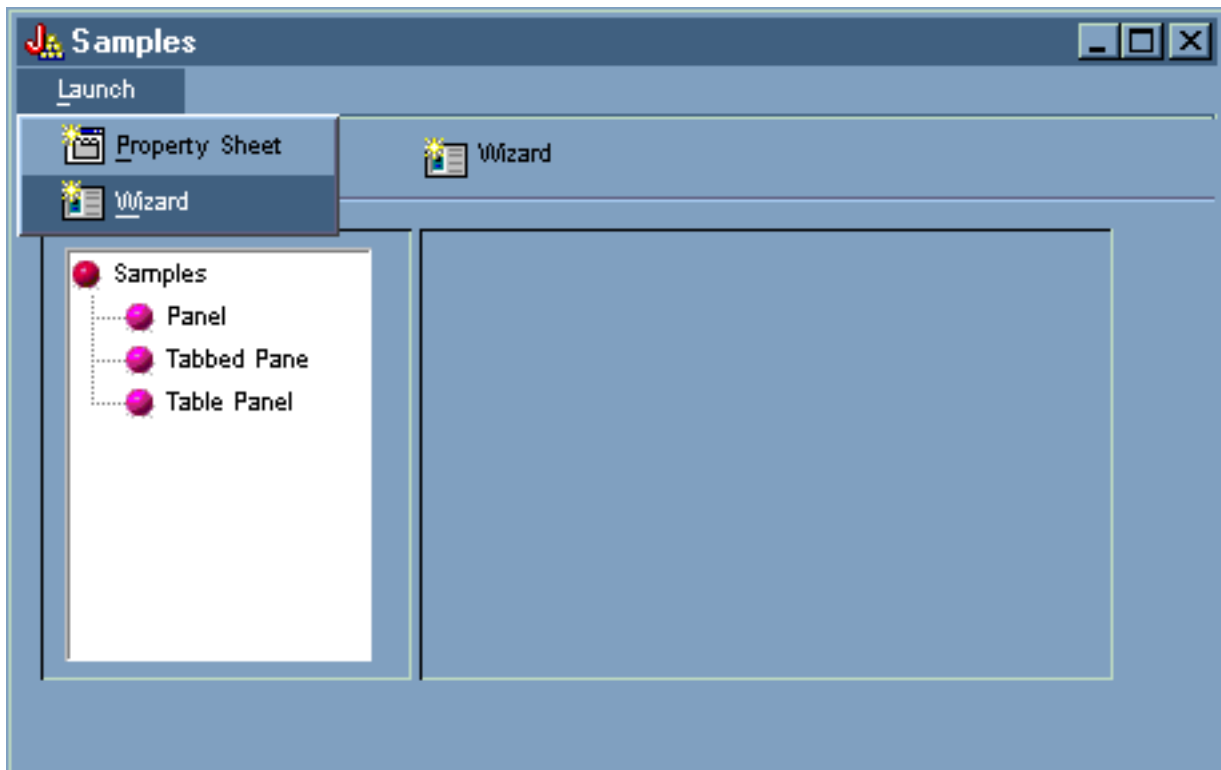 Samples
Launch
Property Sheet
Wizard
Wizard
Samples
Panel
Tabbed Pane
Table Panel